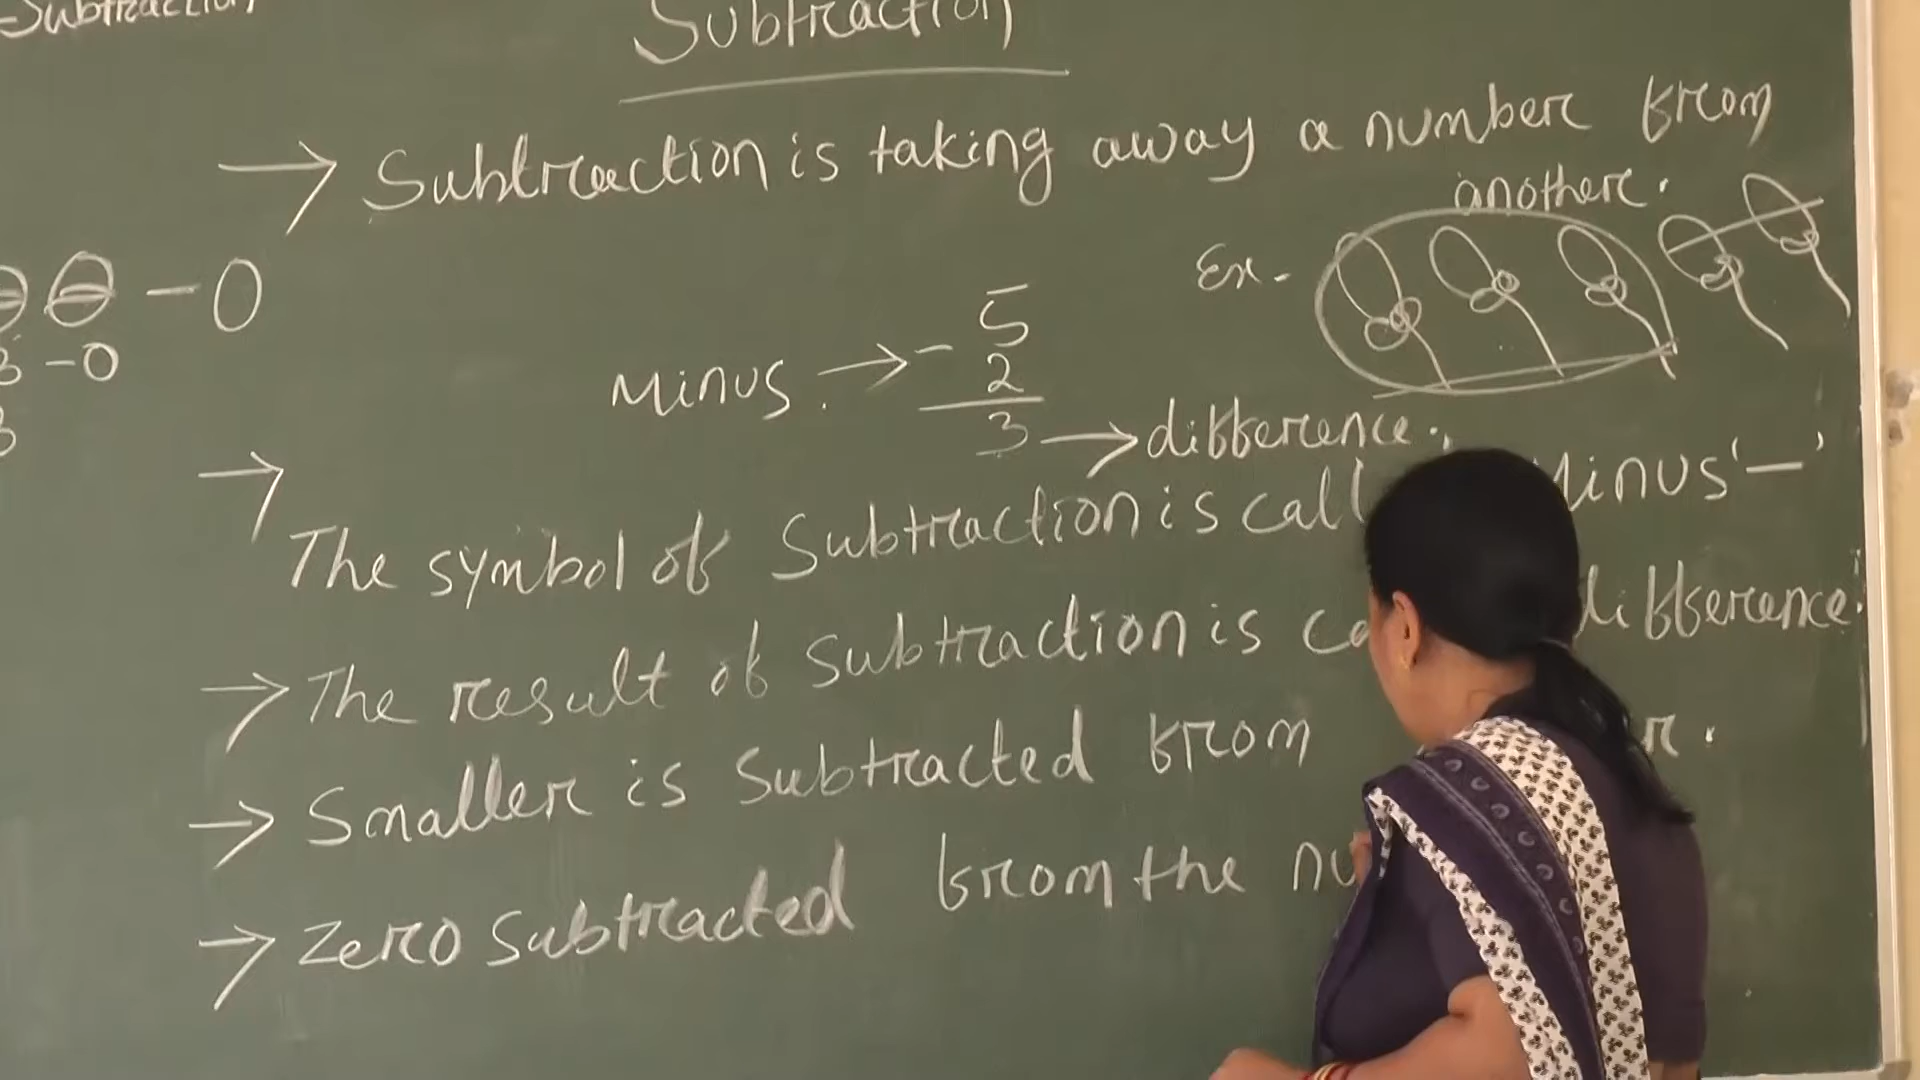 Subtraction
Subtraction
→ Subtraction is taking away a number from
another.
Ex-
- 0
3 - 0
3
5
Minus. → - 2
3 → difference.
→ The symbol of Subtraction is Minus '—'
→ The result of Subtraction is difference.
→ Smaller is Subtracted from
→ Zero Subtracted from the